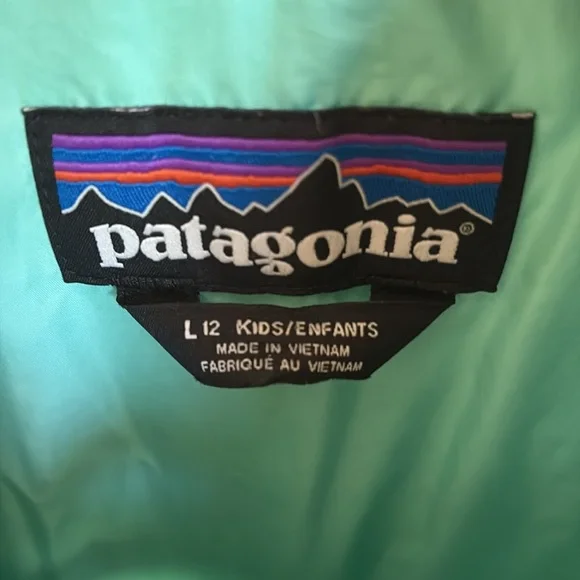 patagonia®
L 12 KIDS/ENFANTS
MADE IN VIETNAM
FABRIQUÉ AU VIETNAM